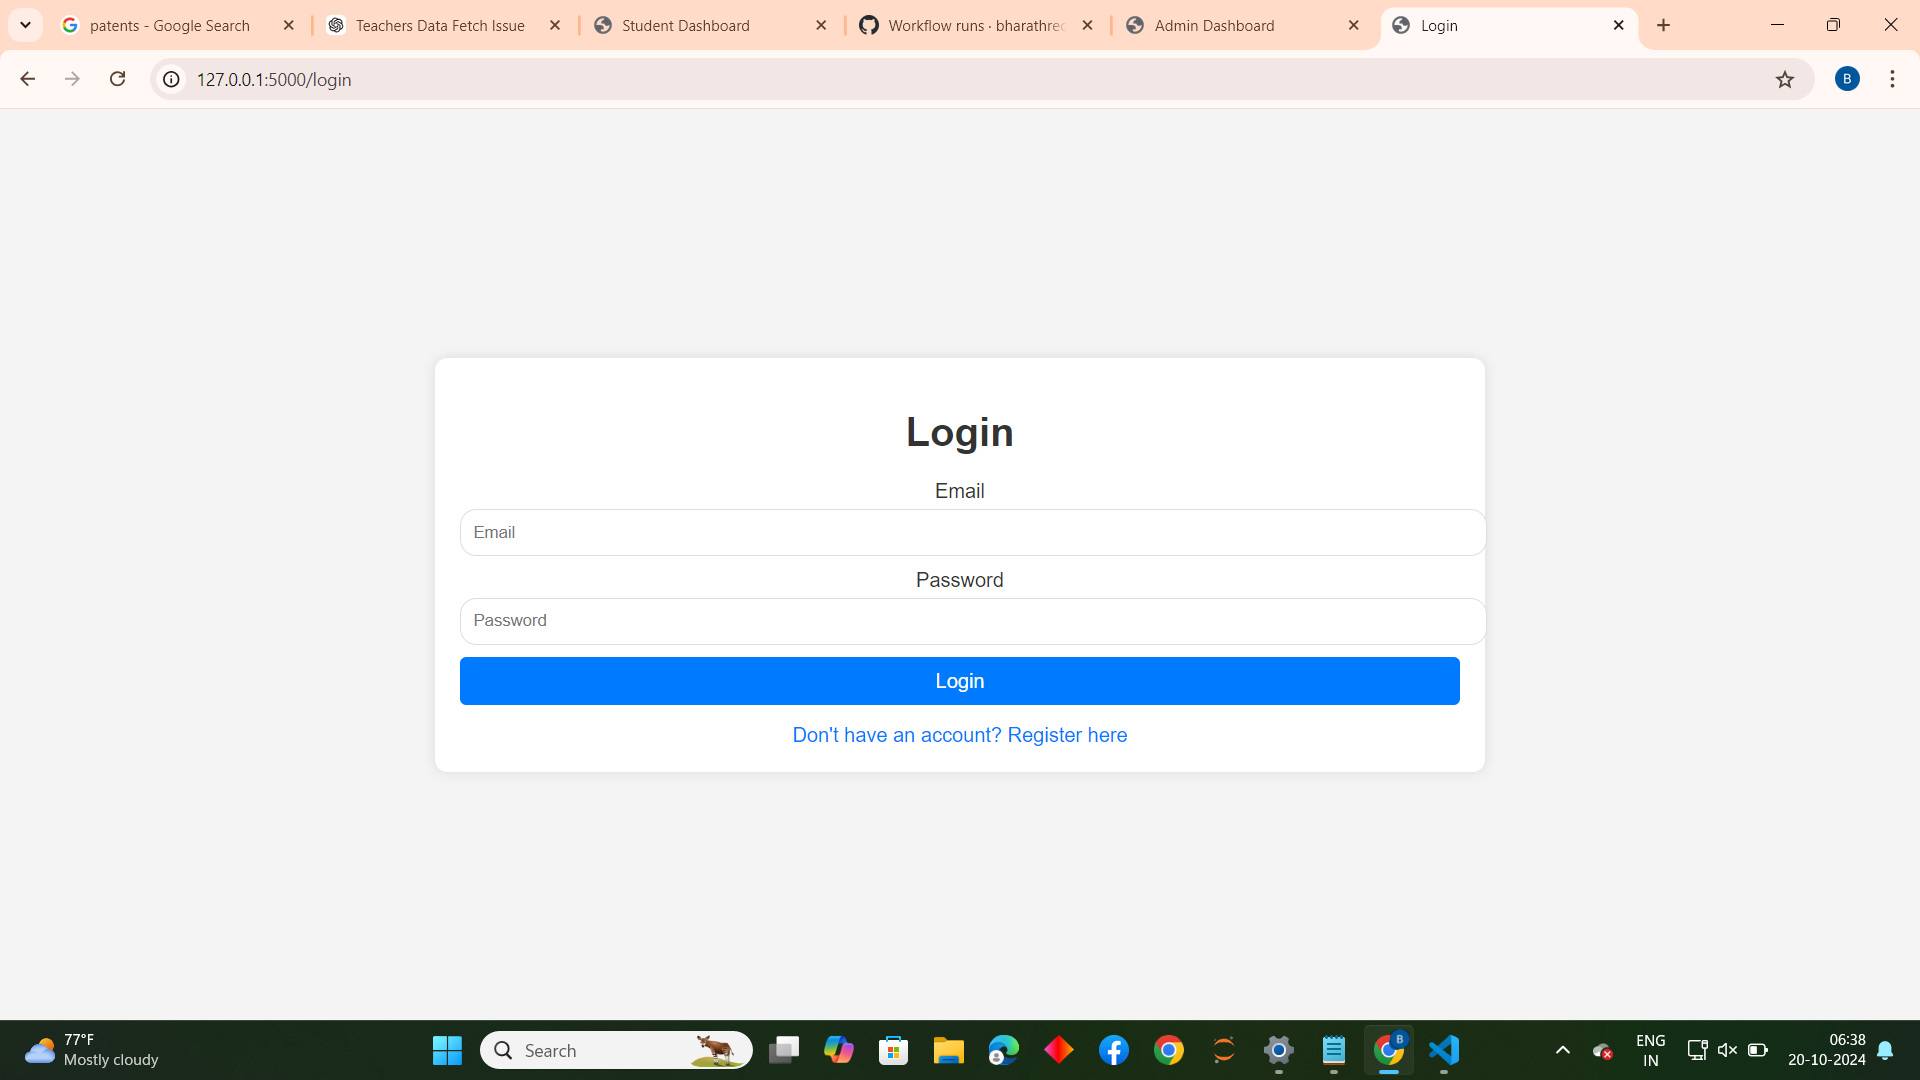 patents - Google Search
Teachers Data Fetch Issue
Student Dashboard
Workflow runs · bharathrec
Admin Dashboard
Login
127.0.0.1:5000/login
B
Login
Email
Email
Password
Password
Login
Don't have an account? Register here
77°F
Mostly cloudy
Search
B
ENG
IN
06:38
20-10-2024